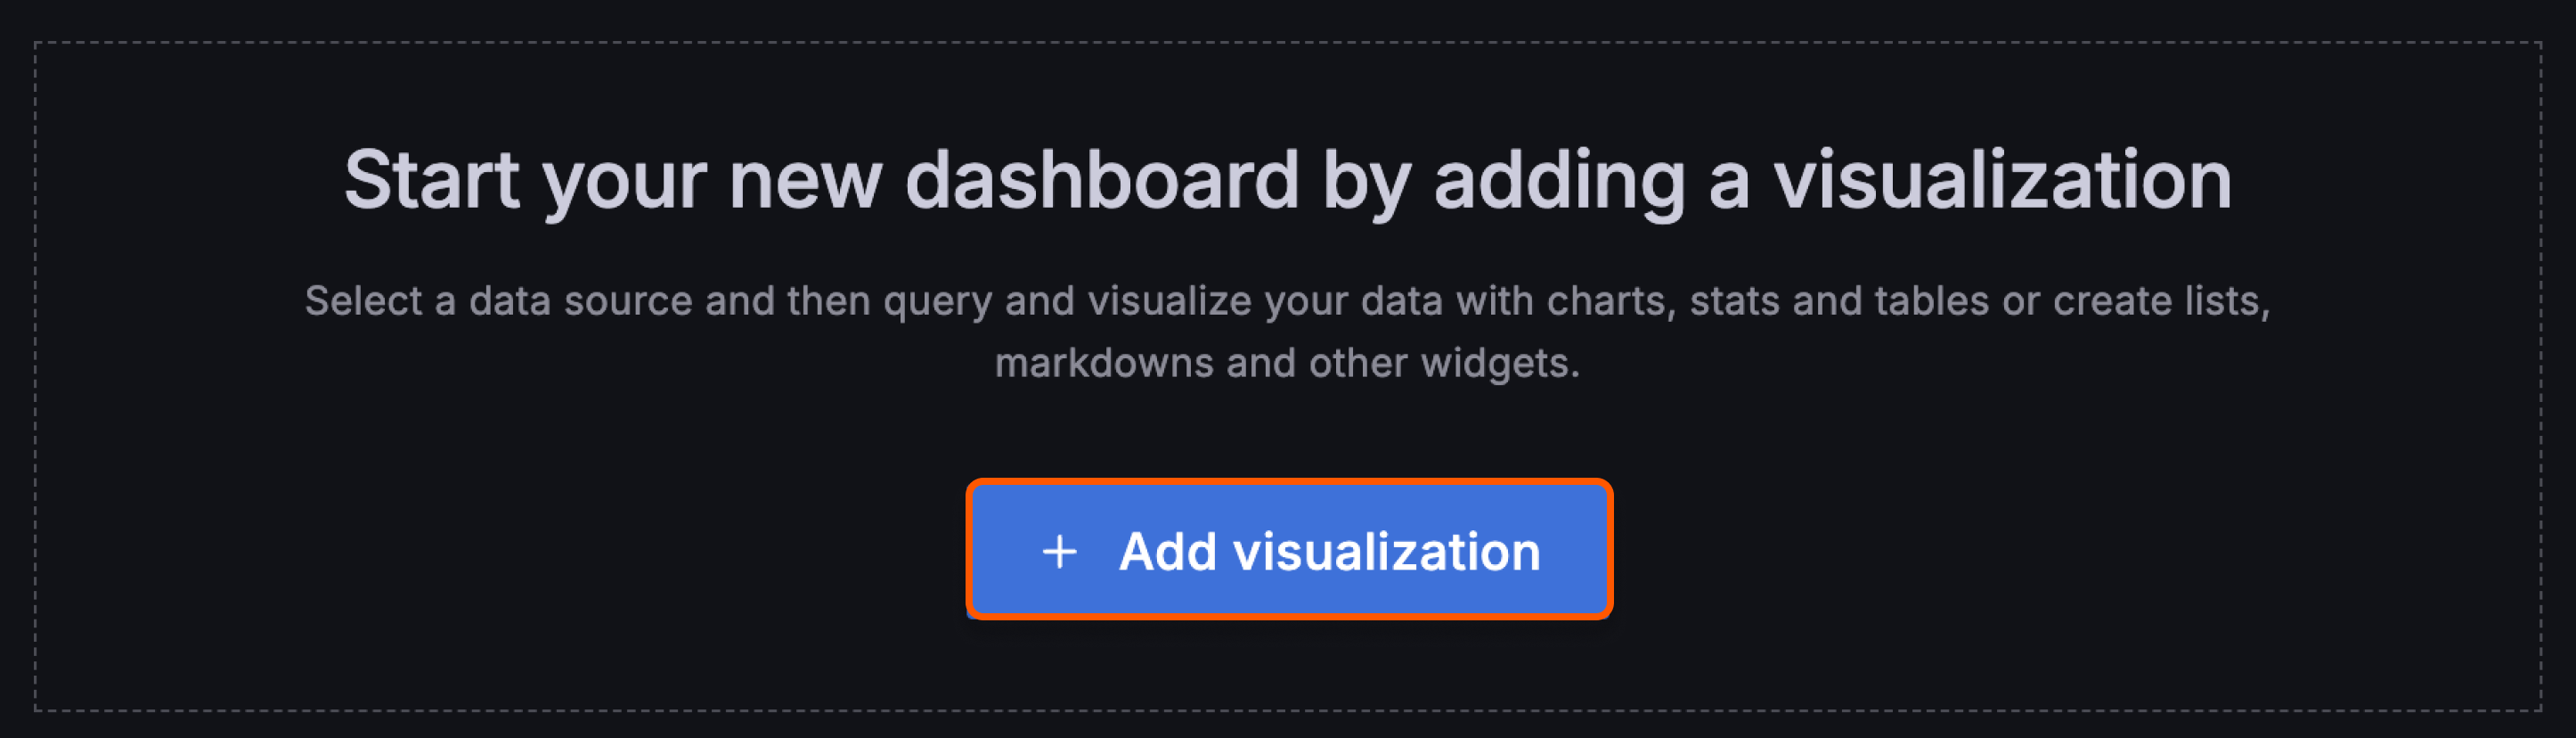 Start your new dashboard by adding a visualization
Select a data source and then query and visualize your data with charts, stats and tables or create lists,
markdowns and other widgets.
+ Add visualization